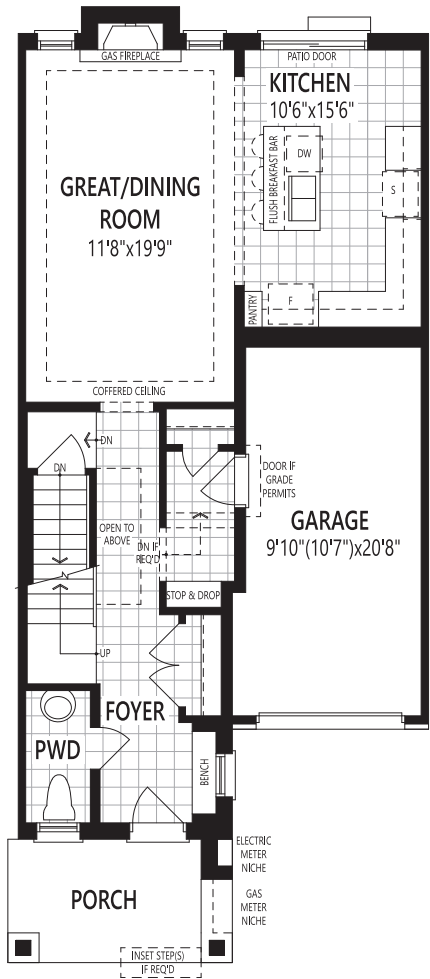 GAS FIREPLACE
PATIO DOOR
KITCHEN
10'6"x15'6"
FLUSH BREAKFAST BAR
DW
S
GREAT/DINING
ROOM
11'8"x19'9"
PANTRY
F
COFFERED CEILING
DN
DN
DOOR IF
GRADE
PERMITS
OPEN TO
ABOVE
DN IF
REQ'D
GARAGE
9'10"(10'7")x20'8"
STOP & DROP
UP
FOYER
PWD
BENCH
ELECTRIC
METER
NICHE
PORCH
GAS
METER
NICHE
INSET STEP(S)
IF REQ'D